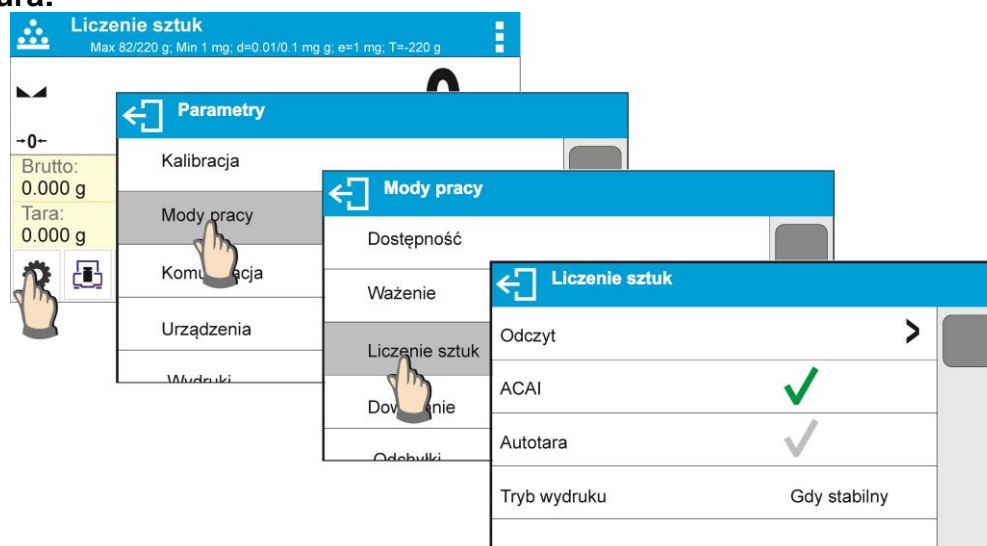 Liczenie sztuk
Max 82/220 g; Min 1 mg; d=0.01/0.1 mg g; e=1 mg; T=-220 g
→0←
Brutto:
0.000 g
Tara:
0.000 g
Parametry
Kalibracja
Mody pracy
Urządzenia
Wydruki
Mody pracy
Dostępność
Ważenie
Liczenie sztuk
Odchyłki
Liczenie sztuk
Odczyt
ACAI
Autotara
Tryb wydruku Gdy stabilny